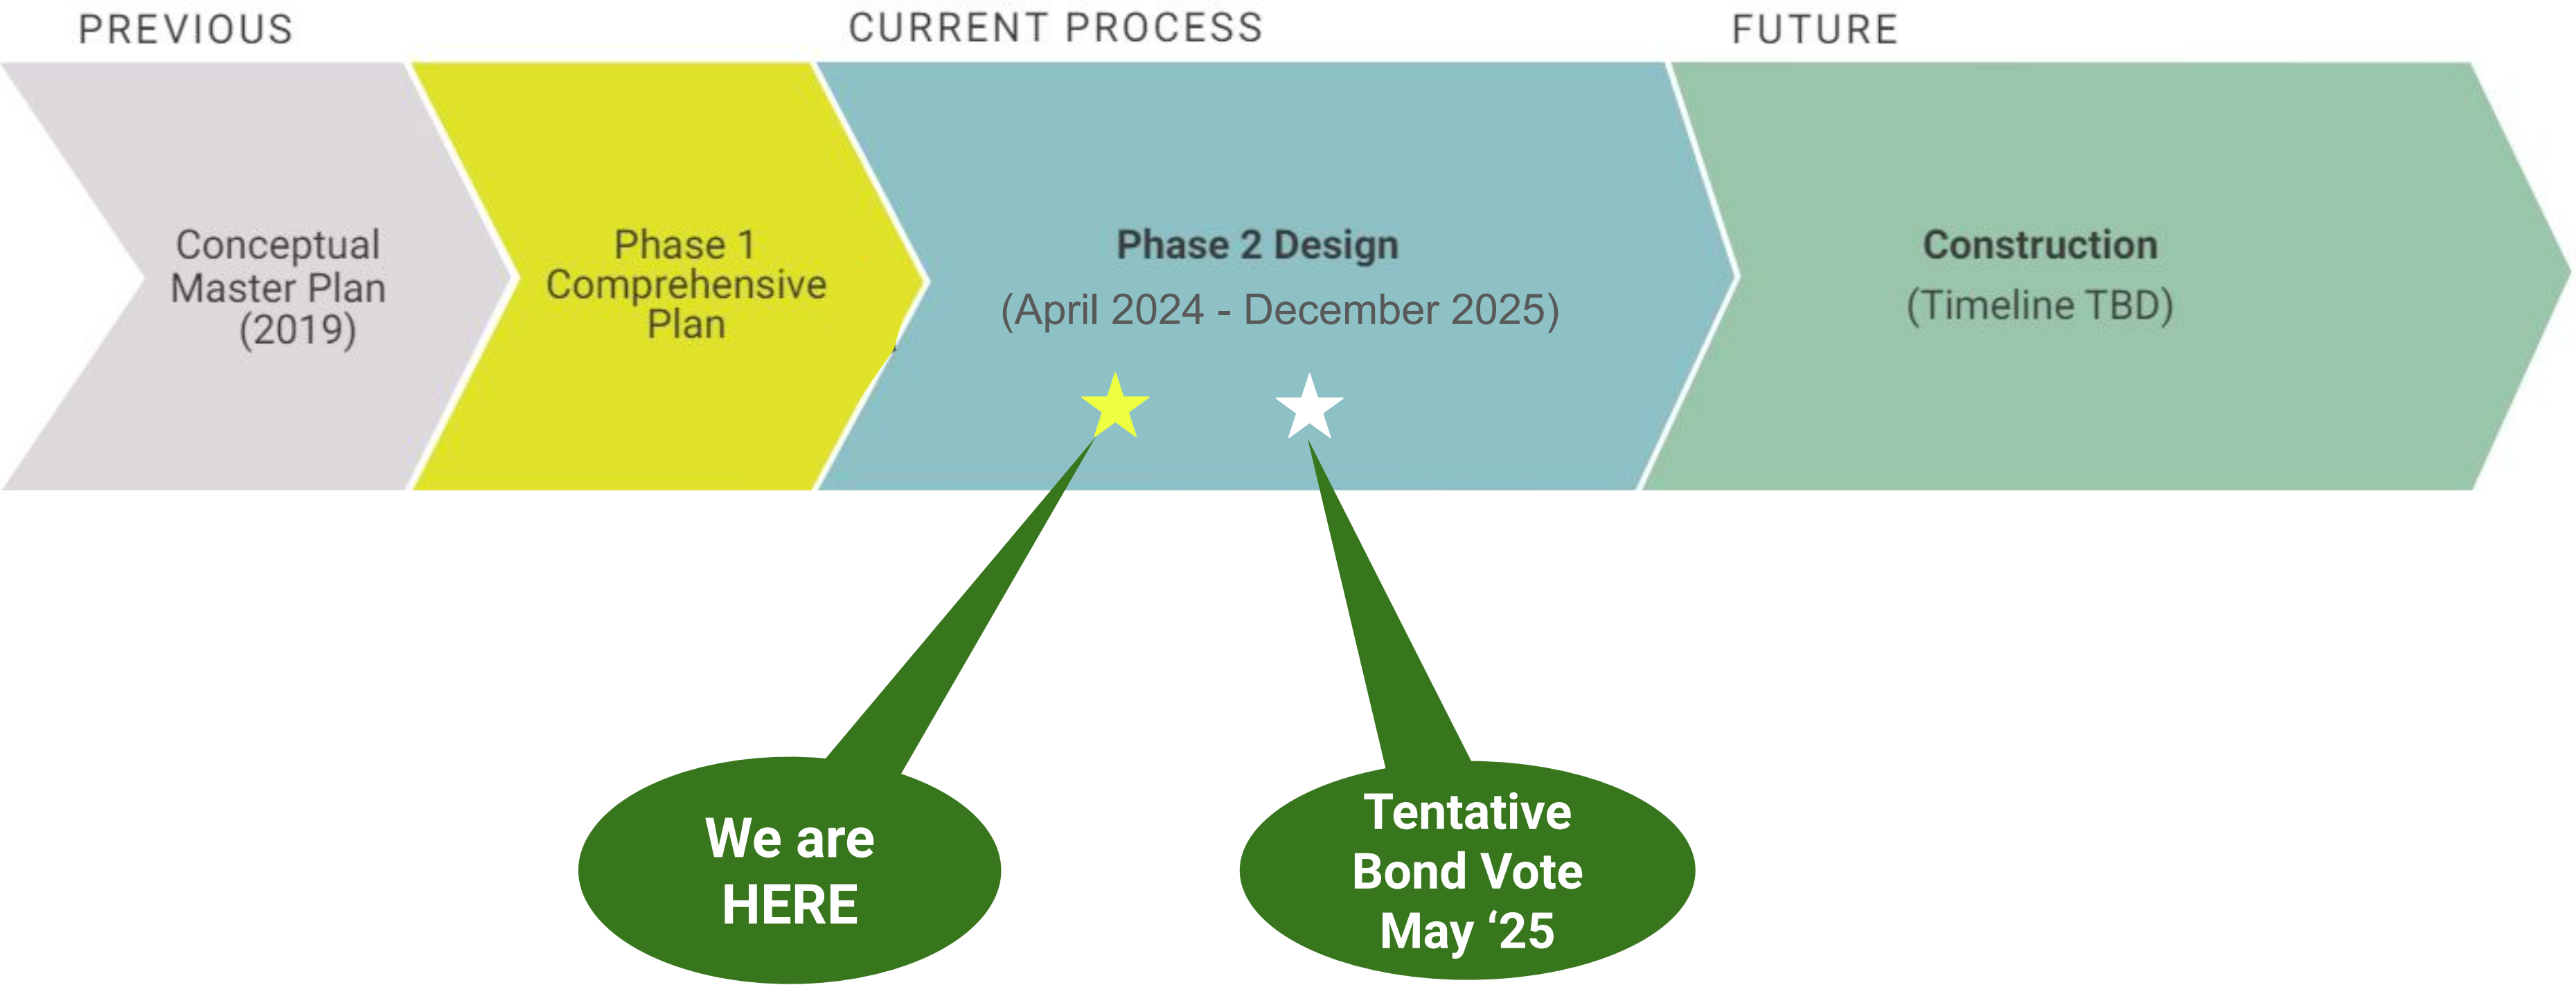 PREVIOUS
CURRENT PROCESS
FUTURE
Conceptual
Master Plan
(2019)
Phase 1
Comprehensive
Plan
Phase 2 Design
(April 2024 - December 2025)
Construction
(Timeline TBD)
We are
HERE
Tentative
Bond Vote
May ‘25